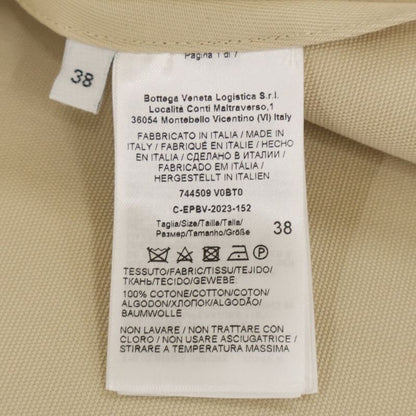 38
Pagina 1 di 7
Bottega Veneta Logistica S.r.l.
Località Conti Maltraverso,1
36054 Montebello Vicentino (VI) Italy
FABBRICATO IN ITALIA / MADE IN
ITALY / FABRIQUÉ EN ITALIE / HECHO
EN ITALIA / СДЕЛАНО В ИТАЛИИ /
FABRICADO EM ITÁLIA /
HERGESTELLT IN ITALIEN
744509 V0BT0
C-EPBV-2023-152
Taglia/Size/Taille/Talla/
Размер/Tamanho/Größe
38
TESSUTO/FABRIC/TISSU/TEJIDO/
ТКАНЬ/TECIDO/GEWEBE
100% COTONE/COTTON/COTON/
ALGODON/ХЛОПОК/ALGODÃO/
BAUMWOLLE
NON LAVARE / NON TRATTARE CON
CLORO / NON USARE ASCIUGATRICE /
STIRARE A TEMPERATURA MASSIMA